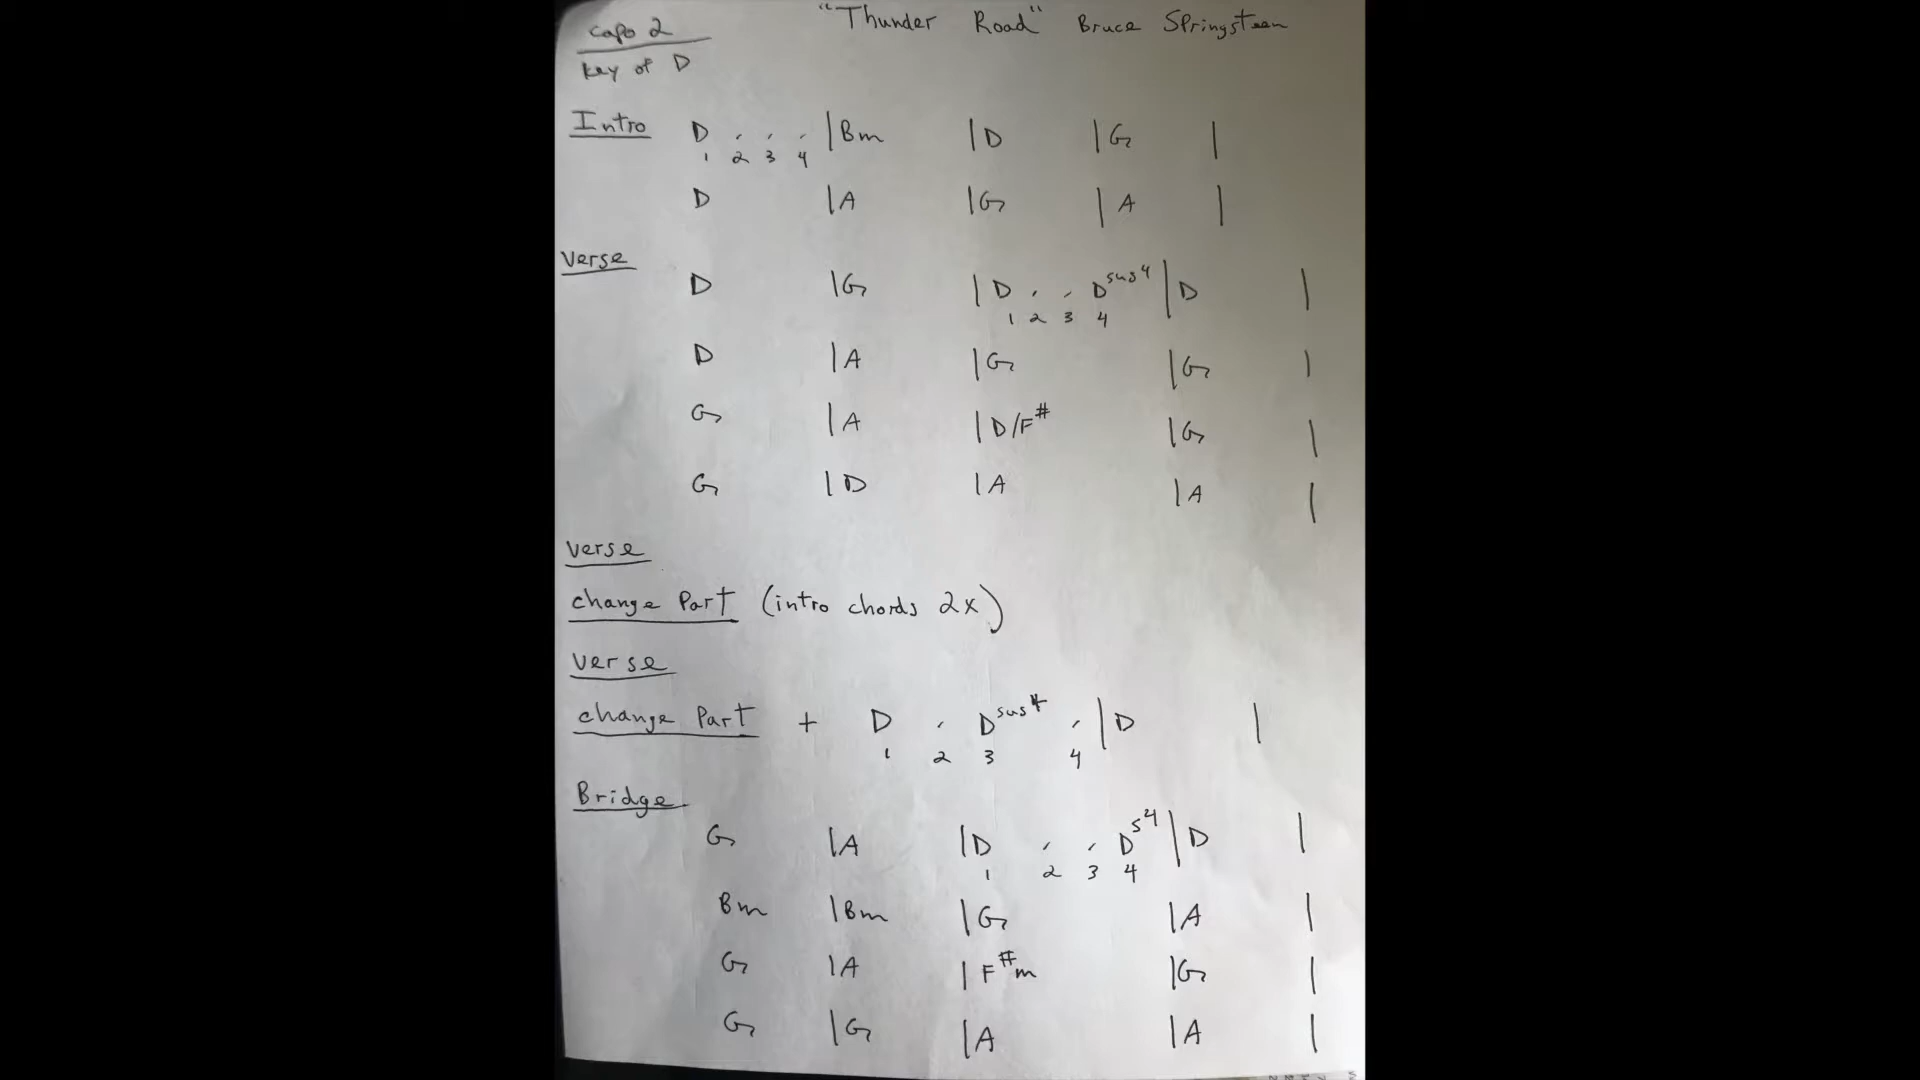 capo 2 "Thunder Road" Bruce Springsteen
key of D
Intro D , , , | Bm | D | G |
1 2 3 4
D | A | G | A |
Verse
D | G | D , , Dsus4 | D |
1 2 3 4
D | A | G | G |
G | A | D/F# | G |
G | D | A | A |
Verse
change Part (intro chords 2x)
Verse
change Part + D , Dsus4 , | D |
1 2 3 4
Bridge
G | A | D , , Ds4 | D |
1 2 3 4
Bm | Bm | G | A |
G | A | F#m | G |
G | G | A | A |